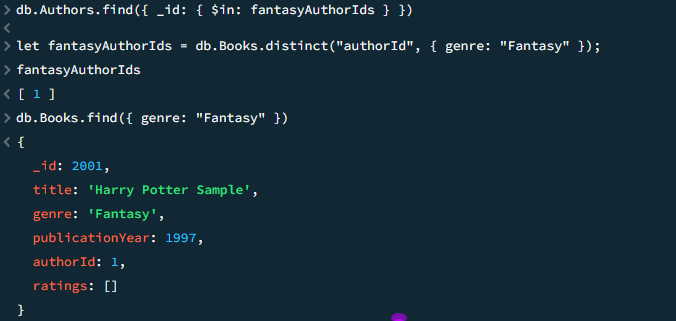 > db.Authors.find({ _id: { $in: fantasyAuthorIds } })
<
> let fantasyAuthorIds = db.Books.distinct("authorId", { genre: "Fantasy" });
> fantasyAuthorIds
< [ 1 ]
> db.Books.find({ genre: "Fantasy" })
< {
_id: 2001,
title: 'Harry Potter Sample',
genre: 'Fantasy',
publicationYear: 1997,
authorId: 1,
ratings: []
}